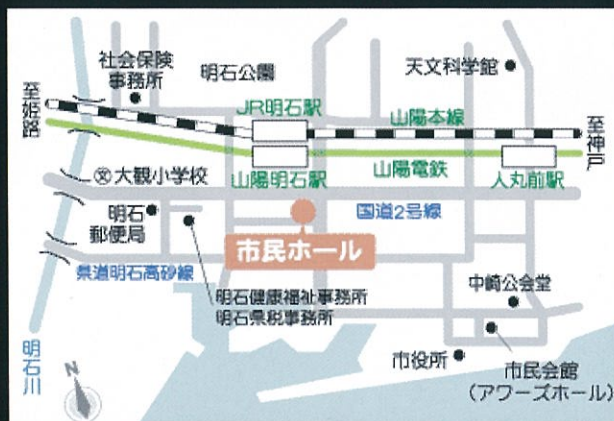 社会保険
事務所
明石公園
天文科学館
至姫路
JR明石駅
山陽本線
至神戸
㊫大観小学校
山陽明石駅
山陽電鉄
人丸前駅
明石
郵便局
国道2号線
市民ホール
県道明石高砂線
明石健康福祉事務所
明石県税事務所
中崎公会堂
明石川
市役所
市民会館
(アワーズホール)
N